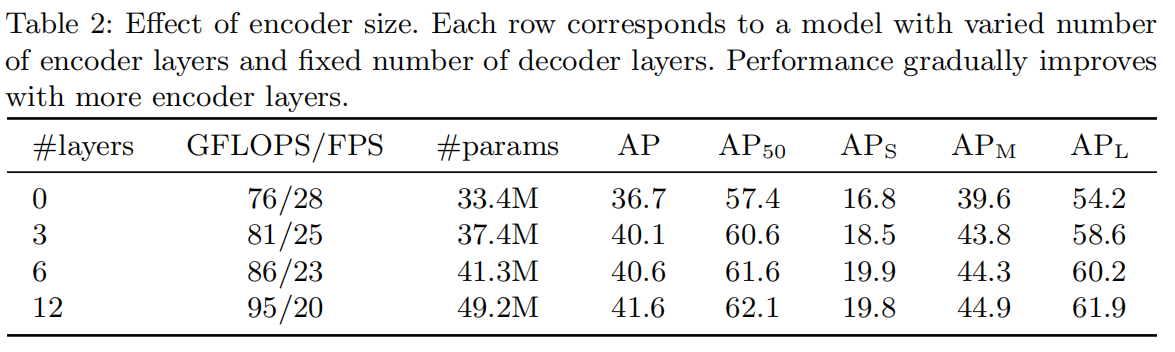 Table 2: Effect of encoder size. Each row corresponds to a model with varied number
of encoder layers and fixed number of decoder layers. Performance gradually improves
with more encoder layers.
#layers GFLOPS/FPS #params AP AP50 APS APM APL
0 76/28 33.4M 36.7 57.4 16.8 39.6 54.2
3 81/25 37.4M 40.1 60.6 18.5 43.8 58.6
6 86/23 41.3M 40.6 61.6 19.9 44.3 60.2
12 95/20 49.2M 41.6 62.1 19.8 44.9 61.9